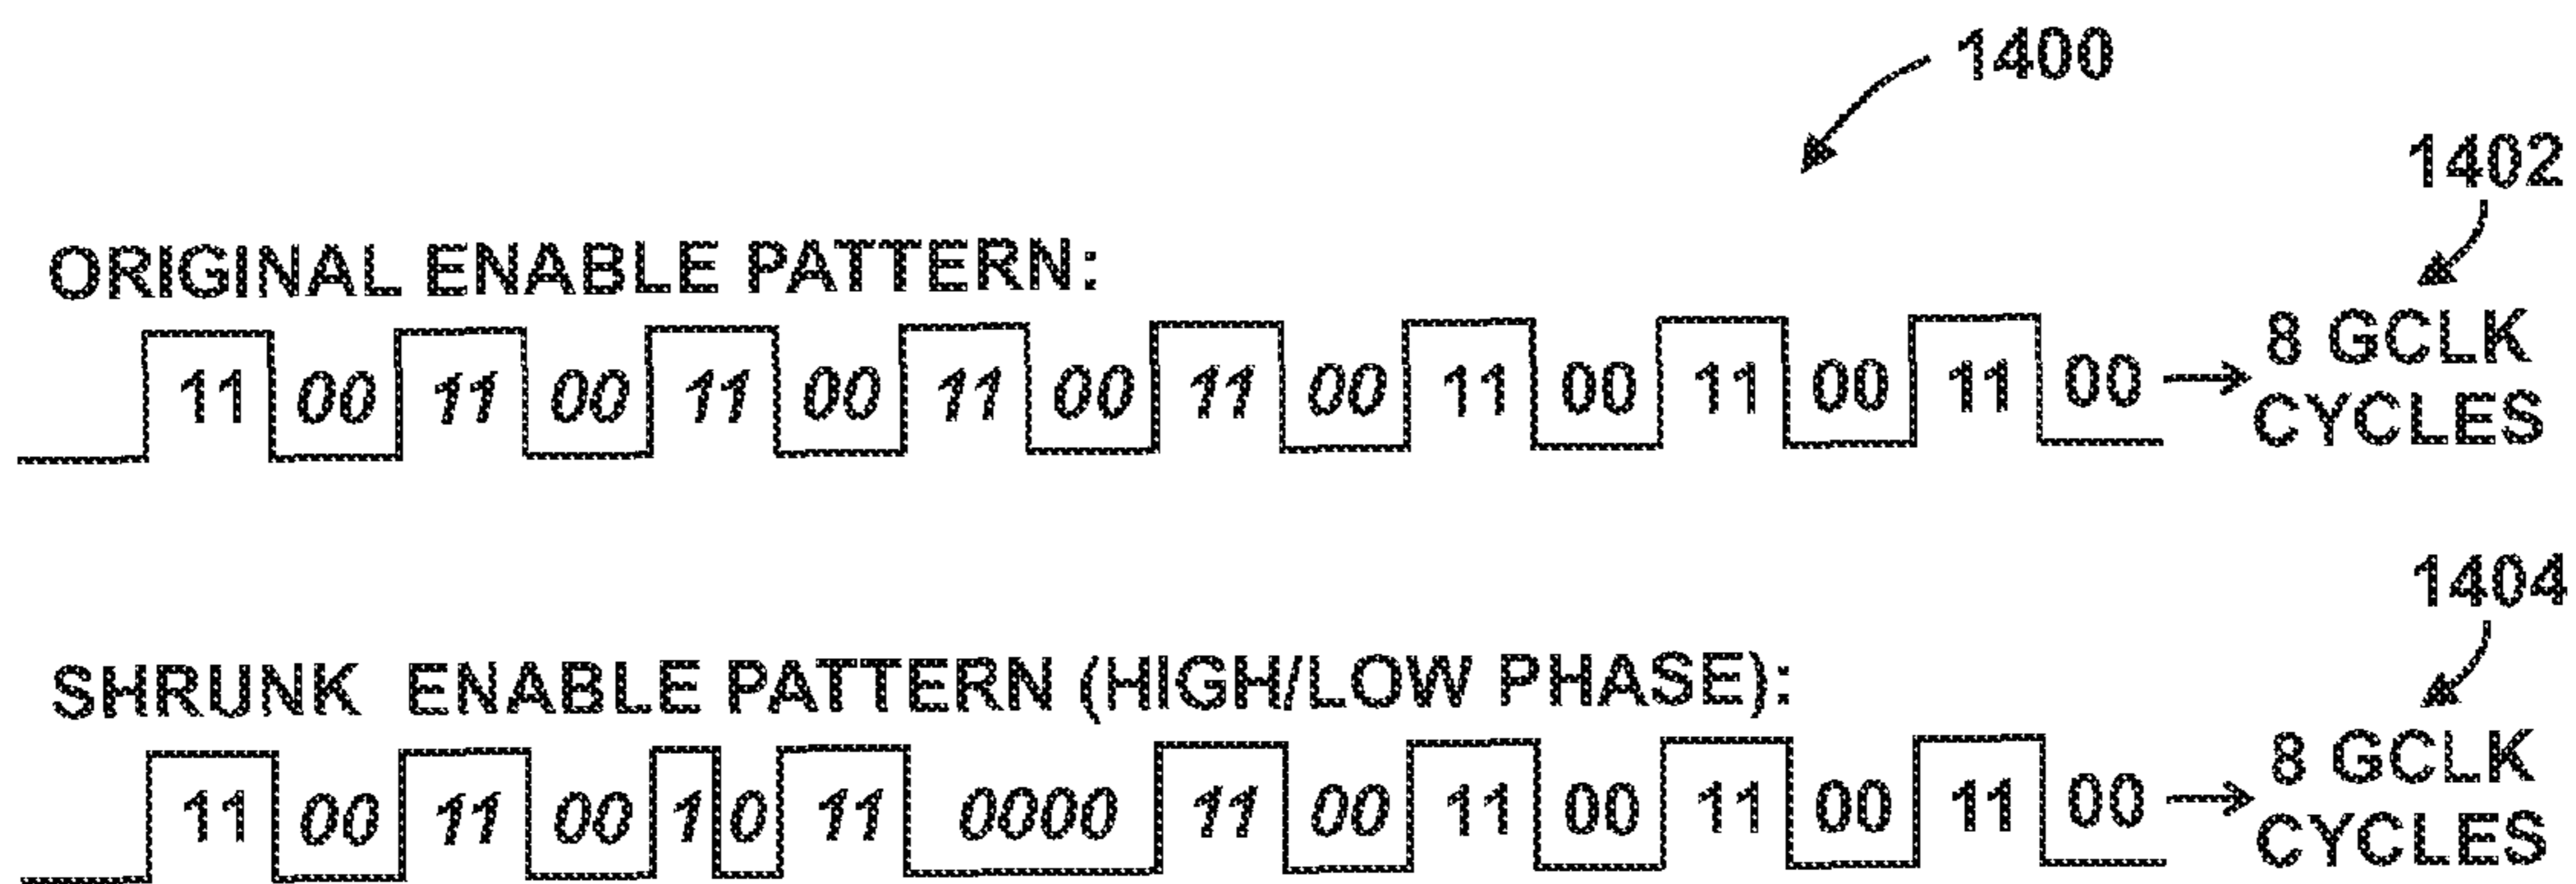 1400
1402
ORIGINAL ENABLE PATTERN:
11 00 11 00 11 00 11 00 11 00 11 00 11 00 11 00 → 8 GCLK
CYCLES
1404
SHRUNK ENABLE PATTERN (HIGH/LOW PHASE):
11 00 11 00 1 0 11 0000 11 00 11 00 11 00 11 00 → 8 GCLK
CYCLES